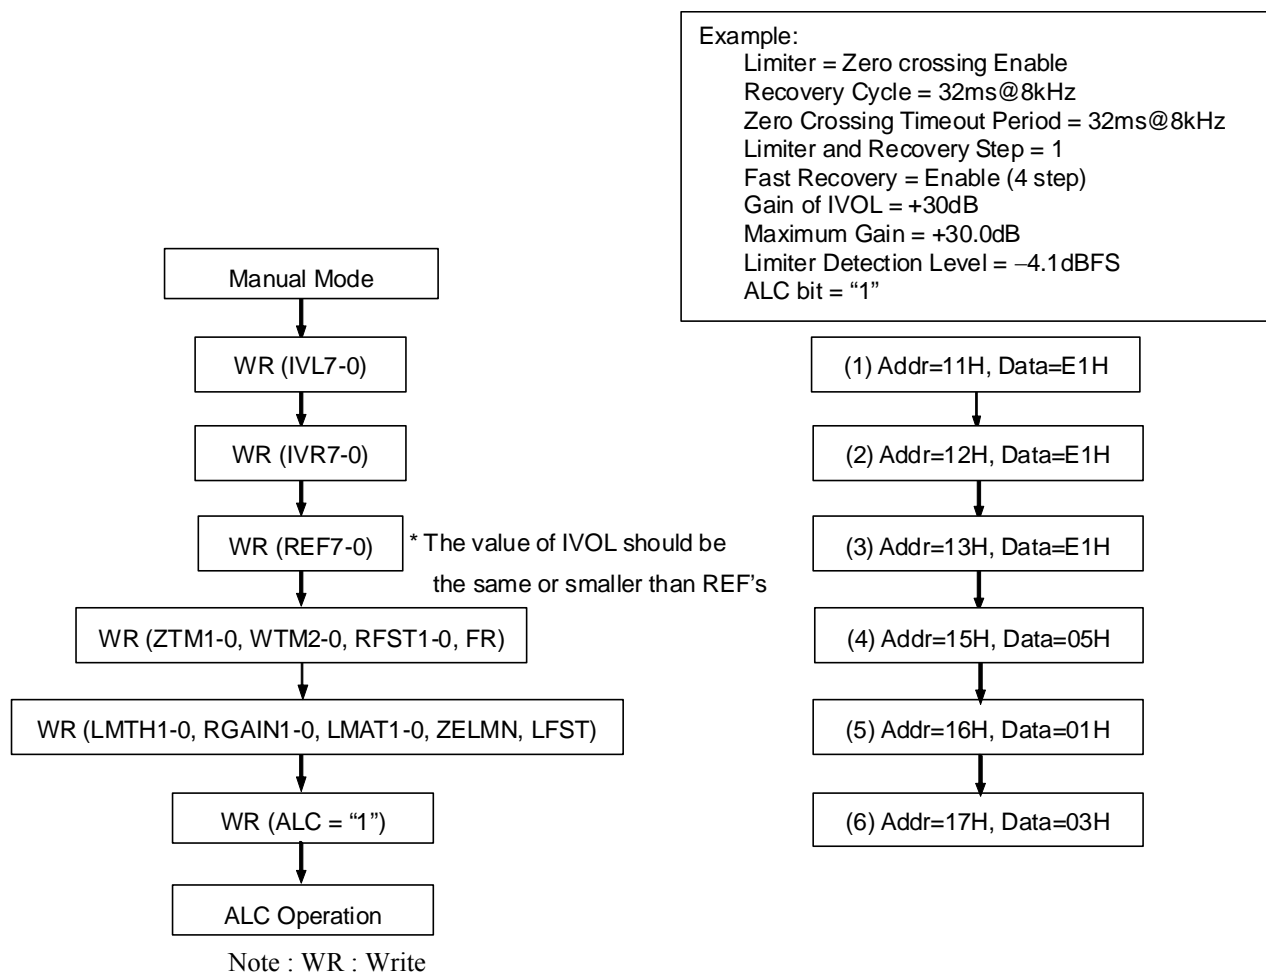 Example:
Limiter = Zero crossing Enable
Recovery Cycle = 32ms@8kHz
Zero Crossing Timeout Period = 32ms@8kHz
Limiter and Recovery Step = 1
Fast Recovery = Enable (4 step)
Gain of IVOL = +30dB
Maximum Gain = +30.0dB
Limiter Detection Level = −4.1dBFS
ALC bit = “1”
Manual Mode
WR (IVL7-0)
WR (IVR7-0)
WR (REF7-0)
* The value of IVOL should be
the same or smaller than REF’s
WR (ZTM1-0, WTM2-0, RFST1-0, FR)
WR (LMTH1-0, RGAIN1-0, LMAT1-0, ZELMN, LFST)
WR (ALC = “1”)
ALC Operation
Note : WR : Write
(1) Addr=11H, Data=E1H
(2) Addr=12H, Data=E1H
(3) Addr=13H, Data=E1H
(4) Addr=15H, Data=05H
(5) Addr=16H, Data=01H
(6) Addr=17H, Data=03H